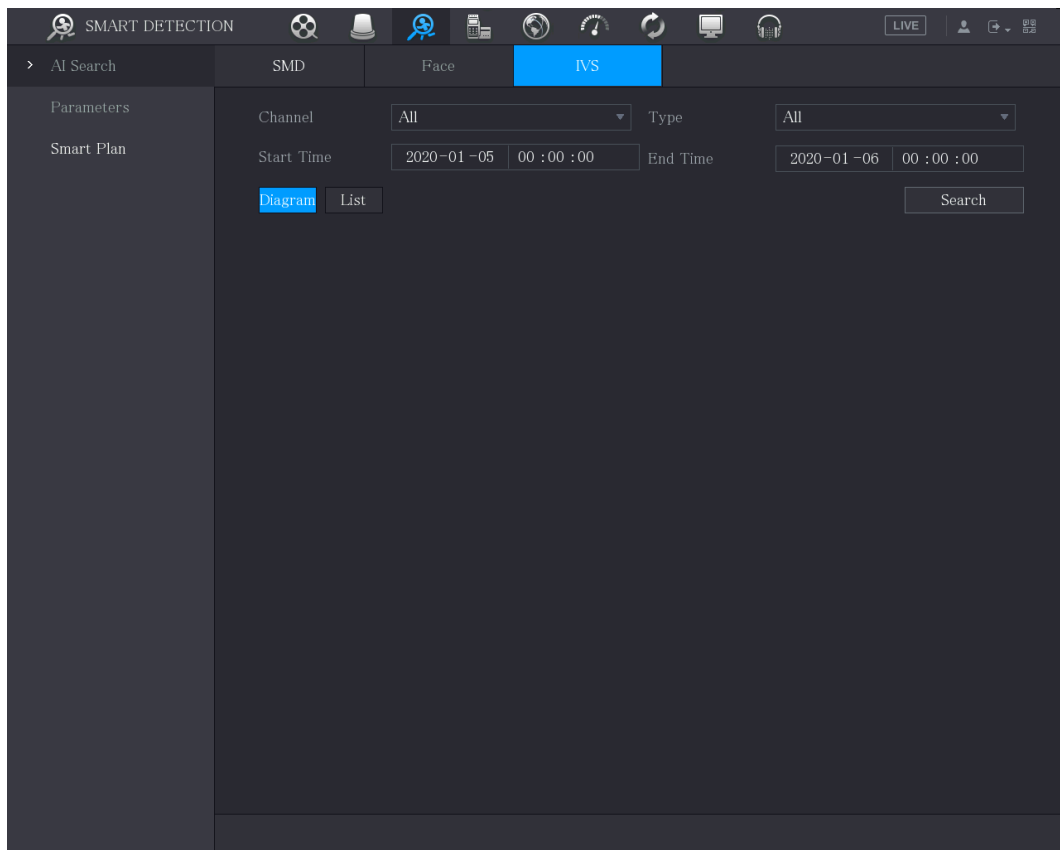 SMART DETECTION LIVE
> AI Search SMD Face IVS
Parameters Channel All Type All
Smart Plan Start Time 2020-01-05 00:00:00 End Time 2020-01-06 00:00:00
Diagram List Search